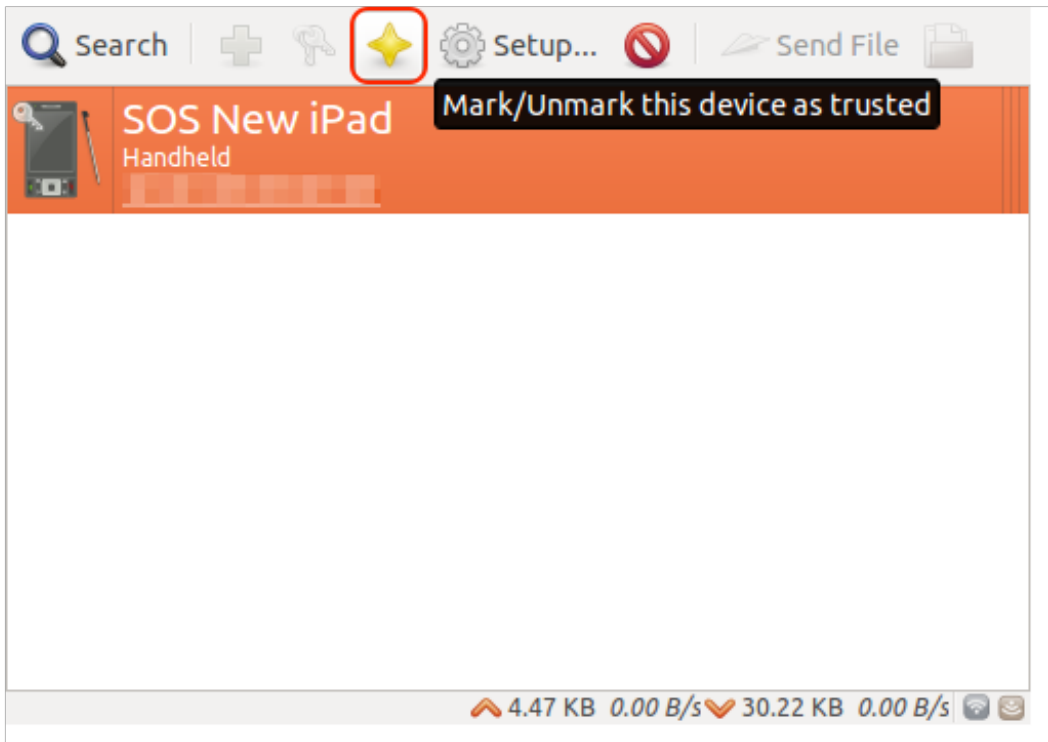 Search Setup... Send File
Mark/Unmark this device as trusted
SOS New iPad
Handheld
4.47 KB 0.00 B/s 30.22 KB 0.00 B/s